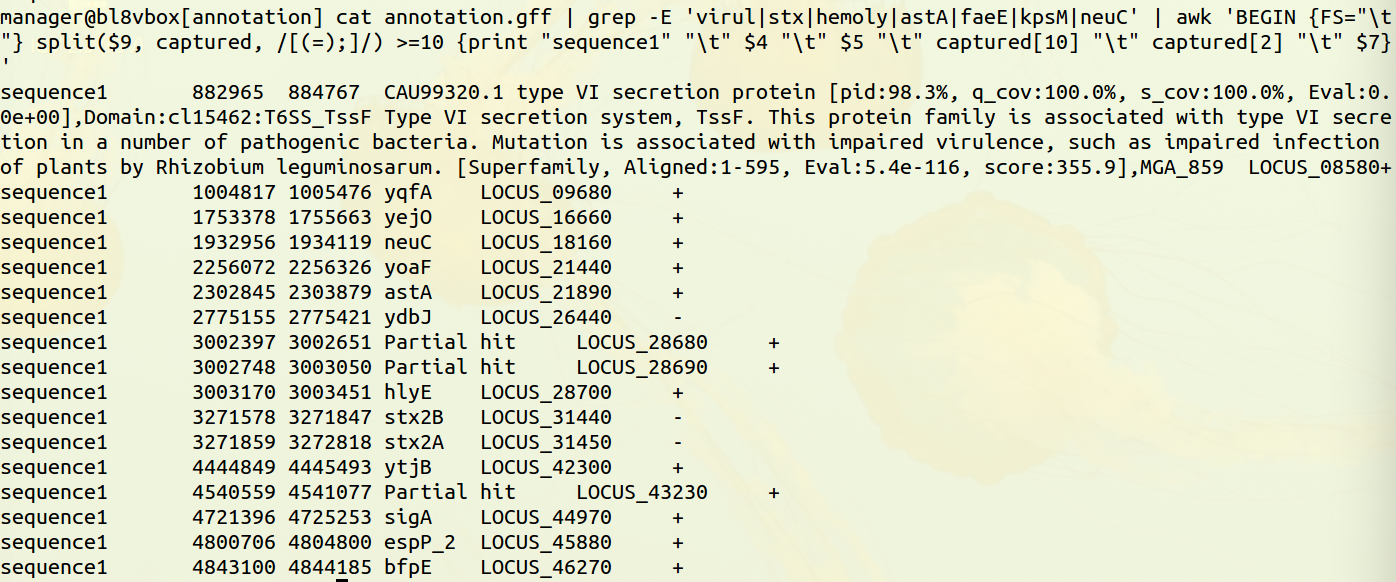 manager@bl8vbox[annotation] cat annotation.gff | grep -E 'virul|stx|hemoly|astA|faeE|kpsM|neuC' | awk 'BEGIN {FS="\t
"} split($9, captured, /[(=);]/) >=10 {print "sequence1" "\t" $4 "\t" $5 "\t" captured[10] "\t" captured[2] "\t" $7}
'
sequence1 882965 884767 CAU99320.1 type VI secretion protein [pid:98.3%, q_cov:100.0%, s_cov:100.0%, Eval:0.
0e+00],Domain:cl15462:T6SS_TssF Type VI secretion system, TssF. This protein family is associated with type VI secre
tion in a number of pathogenic bacteria. Mutation is associated with impaired virulence, such as impaired infection
of plants by Rhizobium leguminosarum. [Superfamily, Aligned:1-595, Eval:5.4e-116, score:355.9],MGA_859 LOCUS_08580+
sequence1 1004817 1005476 yqfA LOCUS_09680 +
sequence1 1753378 1755663 yejO LOCUS_16660 +
sequence1 1932956 1934119 neuC LOCUS_18160 +
sequence1 2256072 2256326 yoaF LOCUS_21440 +
sequence1 2302845 2303879 astA LOCUS_21890 +
sequence1 2775155 2775421 ydbJ LOCUS_26440 -
sequence1 3002397 3002651 Partial hit LOCUS_28680 +
sequence1 3002748 3003050 Partial hit LOCUS_28690 +
sequence1 3003170 3003451 hlyE LOCUS_28700 +
sequence1 3271578 3271847 stx2B LOCUS_31440 -
sequence1 3271859 3272818 stx2A LOCUS_31450 -
sequence1 4444849 4445493 ytjB LOCUS_42300 +
sequence1 4540559 4541077 Partial hit LOCUS_43230 +
sequence1 4721396 4725253 sigA LOCUS_44970 +
sequence1 4800706 4804800 espP_2 LOCUS_45880 +
sequence1 4843100 4844185 bfpE LOCUS_46270 +